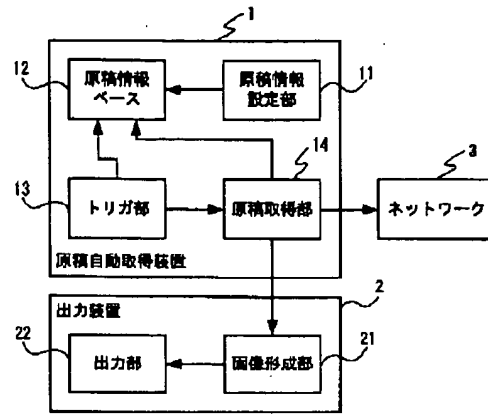 1
12
原稿情報
ベース
原稿情報
設定部
11
14
3
13
トリガ部
原稿取得部
ネットワーク
原稿自動取得装置
2
出力装置
22
出力部
画像形成部
21